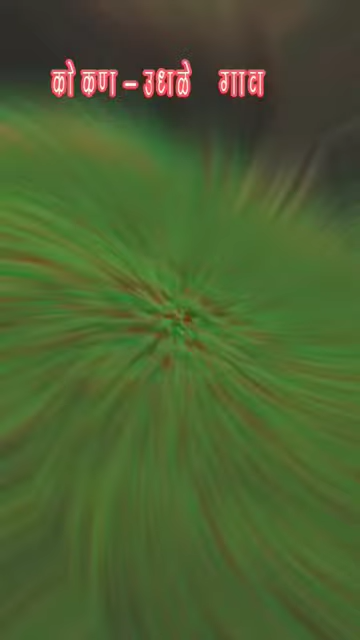 को कण – उधळे गाव